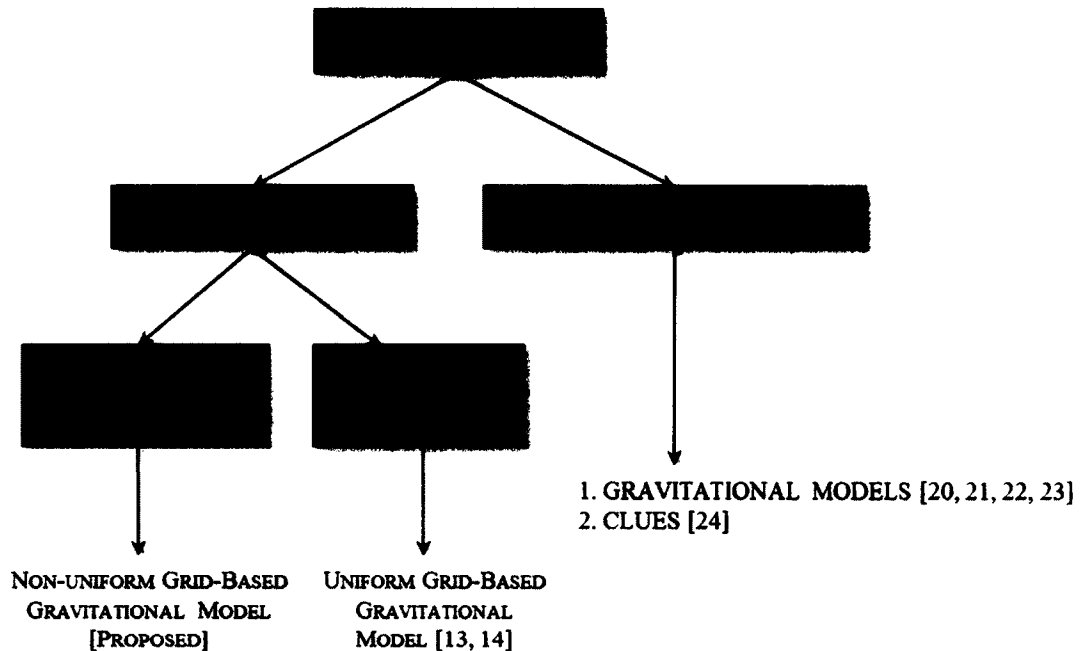 1. GRAVITATIONAL MODELS [20, 21, 22, 23]
2. CLUES [24]
NON-UNIFORM GRID-BASED
GRAVITATIONAL MODEL
[PROPOSED]
UNIFORM GRID-BASED
GRAVITATIONAL
MODEL [13, 14]